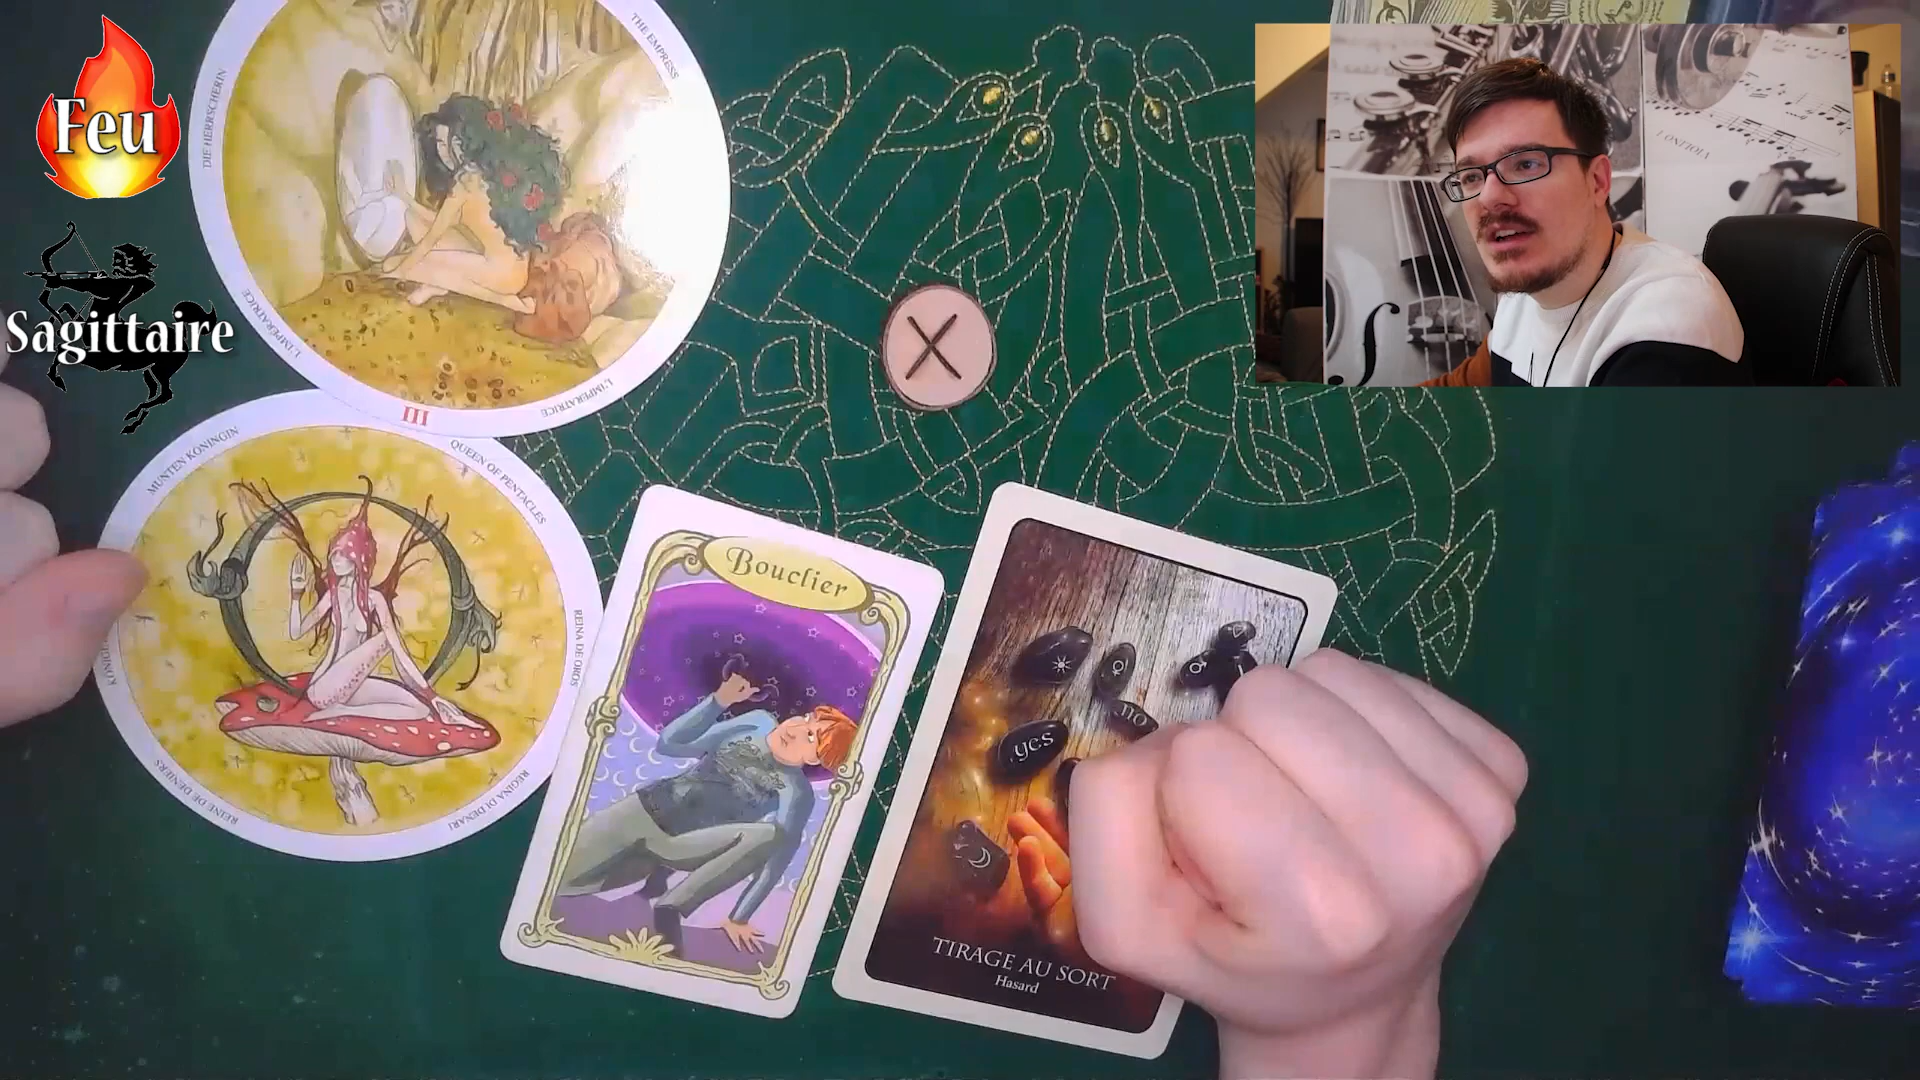 Feu
Sagittaire
THE EMPRESS
DIE HERRSCHERIN
L'IMPÉRATRICE
L'IMPERATRICE
III
MUNTEN KONINGIN
QUEEN OF PENTACLES
REINA DE OROS
REGINA DI DENARI
REINE DE DENIERS
Bouclier
yes
no
TIRAGE AU SORT
Hasard
VIOLINO I